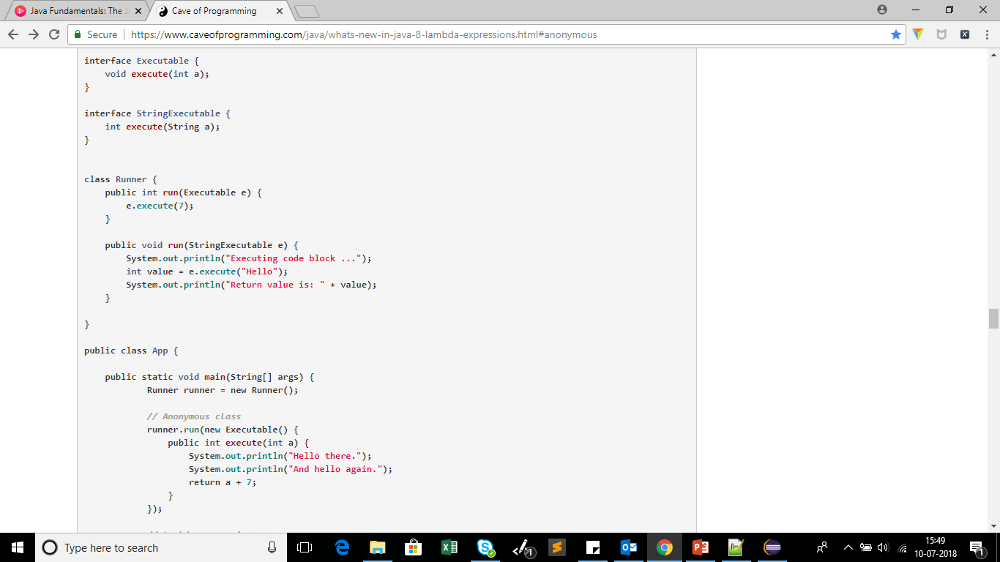 Java Fundamentals: The J
Cave of Programming
Secure
https://www.caveofprogramming.com/java/whats-new-in-java-8-lambda-expressions.html#anonymous
interface Executable {
    void execute(int a);
}
interface StringExecutable {
    int execute(String a);
}
class Runner {
    public int run(Executable e) {
        e.execute(7);
    }
    public void run(StringExecutable e) {
        System.out.println("Executing code block ...");
        int value = e.execute("Hello");
        System.out.println("Return value is: " + value);
    }
}
public class App {
    public static void main(String[] args) {
            Runner runner = new Runner();
            // Anonymous class
            runner.run(new Executable() {
                public int execute(int a) {
                    System.out.println("Hello there.");
                    System.out.println("And hello again.");
                    return a + 7;
                }
            });
Type here to search
15:49
10-07-2018